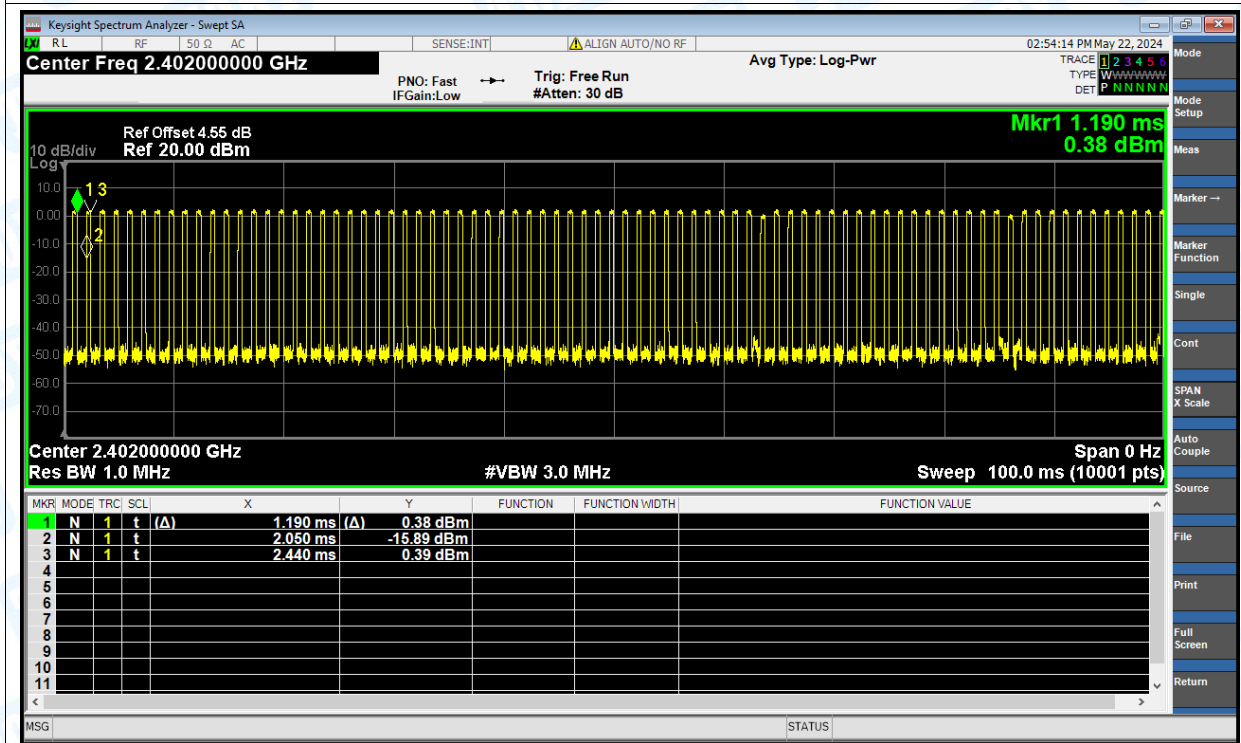 Keysight Spectrum Analyzer - Swept SA
LXI RL RF 50 Ω AC SENSE:INT ALIGN AUTO/NO RF 02:54:14 PM May 22, 2024
Center Freq 2.402000000 GHz
PNO: Fast
IFGain:Low
Trig: Free Run
#Atten: 30 dB
Avg Type: Log-Pwr
TRACE 1 2 3 4 5 6
TYPE WWWWWW
DET P N N N N N
Mkr1 1.190 ms
0.38 dBm
Ref Offset 4.55 dB
10 dB/div Ref 20.00 dBm
Log
10.0
0.00
-10.0
-20.0
-30.0
-40.0
-50.0
-60.0
-70.0
1 3
2
Center 2.402000000 GHz Span 0 Hz
Res BW 1.0 MHz #VBW 3.0 MHz Sweep 100.0 ms (10001 pts)
MKR MODE TRC SCL X Y FUNCTION FUNCTION WIDTH FUNCTION VALUE
1 N 1 t (Δ) 1.190 ms (Δ) 0.38 dBm
2 N 1 t 2.050 ms -15.89 dBm
3 N 1 t 2.440 ms 0.39 dBm
4
5
6
7
8
9
10
11
MSG STATUS
Mode
Mode
Setup
Meas
Marker→
Marker
Function
Single
Cont
SPAN
X Scale
Auto
Couple
Source
File
Print
Full
Screen
Return